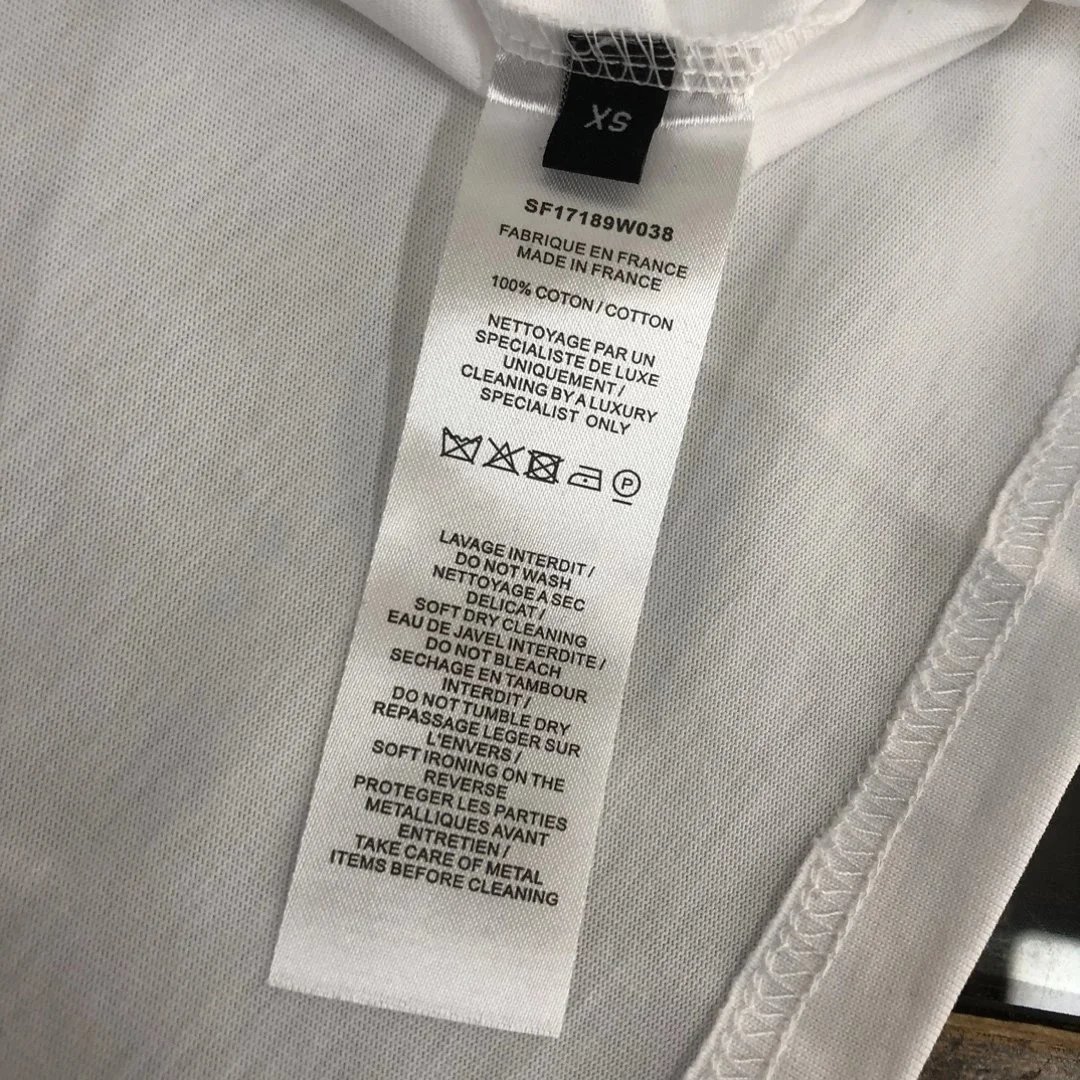 XS
SF17189W038
FABRIQUE EN FRANCE
MADE IN FRANCE
100% COTON / COTTON
NETTOYAGE PAR UN
SPECIALISTE DE LUXE
UNIQUEMENT /
CLEANING BY A LUXURY
SPECIALIST ONLY
P
LAVAGE INTERDIT /
DO NOT WASH
NETTOYAGE A SEC
DELICAT /
SOFT DRY CLEANING
EAU DE JAVEL INTERDITE /
DO NOT BLEACH
SECHAGE EN TAMBOUR
INTERDIT /
DO NOT TUMBLE DRY
REPASSAGE LEGER SUR
L'ENVERS /
SOFT IRONING ON THE
REVERSE
PROTEGER LES PARTIES
METALLIQUES AVANT
ENTRETIEN /
TAKE CARE OF METAL
ITEMS BEFORE CLEANING